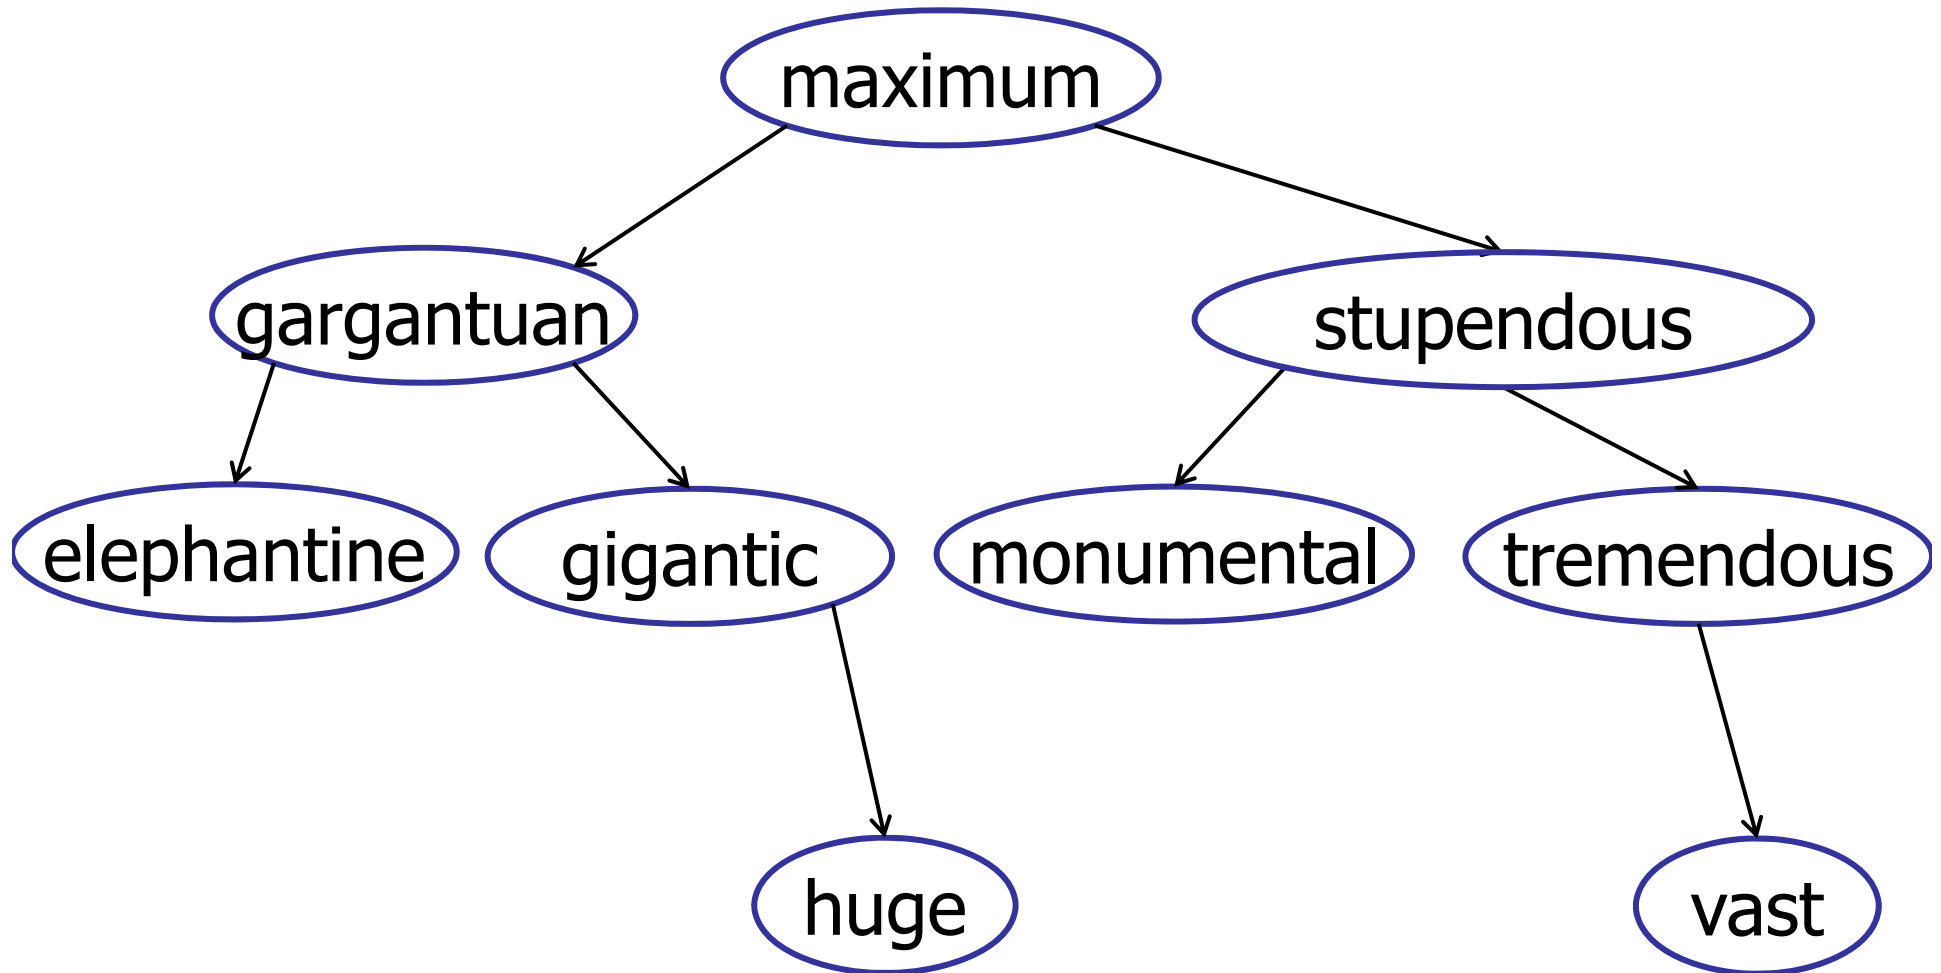 maximum
gargantuan
stupendous
elephantine
gigantic
monumental
tremendous
huge
vast